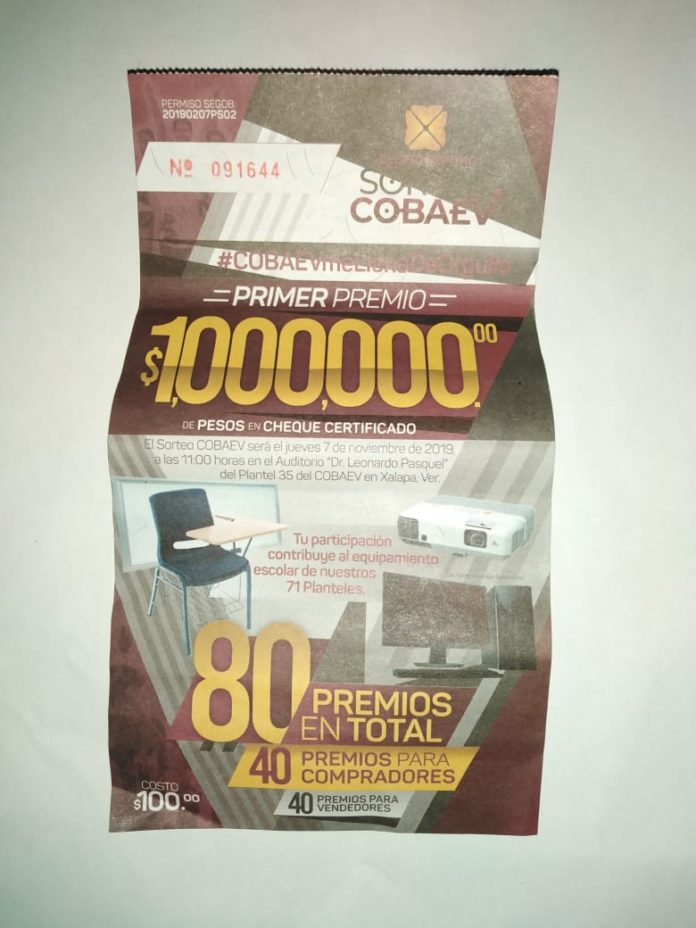 PERMISO SEGOB
20190207PS02
Nº 091644
COBAEV
PRIMER PREMIO
$1,000,000.00
DE PESOS EN CHEQUE CERTIFICADO
El Sorteo COBAEV será el jueves 7 de noviembre de 2019
a las 11:00 horas en el Auditorio "Dr. Leonardo Pasquel"
del Plantel 35 del COBAEV en Xalapa, Ver.
Tu participación
contribuye al equipamiento
escolar de nuestros
71 Planteles.
80 PREMIOS
EN TOTAL
40 PREMIOS PARA
COMPRADORES
40 PREMIOS PARA
VENDEDORES
COSTO
$100.00